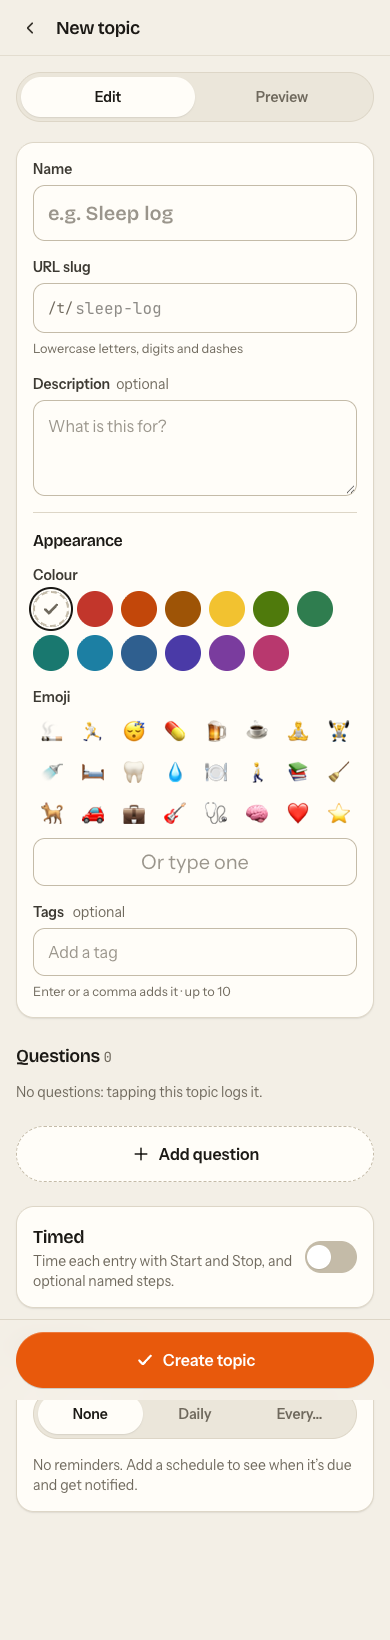 New topic
Edit
Preview
Name
e.g. Sleep log
URL slug
/t/sleep-log
Lowercase letters, digits and dashes
Description optional
What is this for?
Appearance
Colour
Emoji
Or type one
Tags optional
Add a tag
Enter or a comma adds it · up to 10
Questions 0
No questions: tapping this topic logs it.
Add question
Timed
Time each entry with Start and Stop, and
optional named steps.
Create topic
None
Daily
Every…
No reminders. Add a schedule to see when it's due
and get notified.